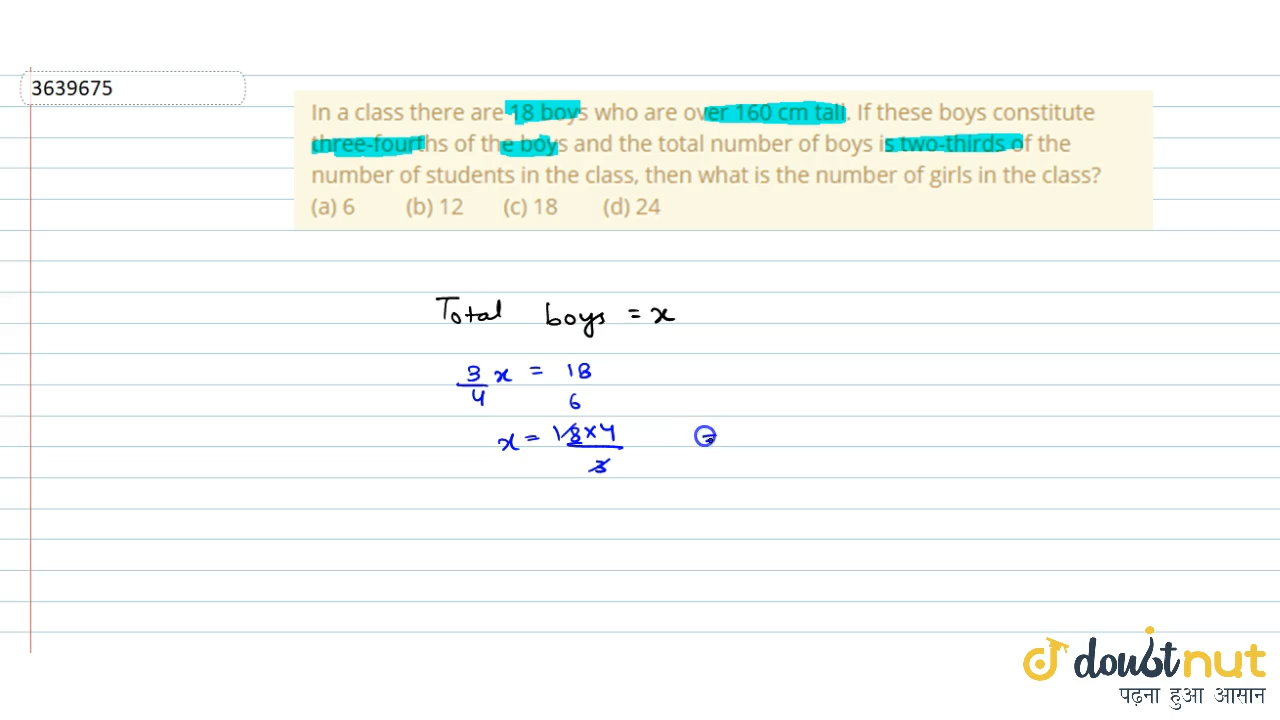 3639675
In a class there are 18 boys who are over 160 cm tall. If these boys constitute
three-fourths of the boys and the total number of boys is two-thirds of the
number of students in the class, then what is the number of girls in the class?
(a) 6 (b) 12 (c) 18 (d) 24
Total boys = x
3/4 x = 18
6
x = 18×4/3 =
doubtnut
पढ़ना हुआ आसान